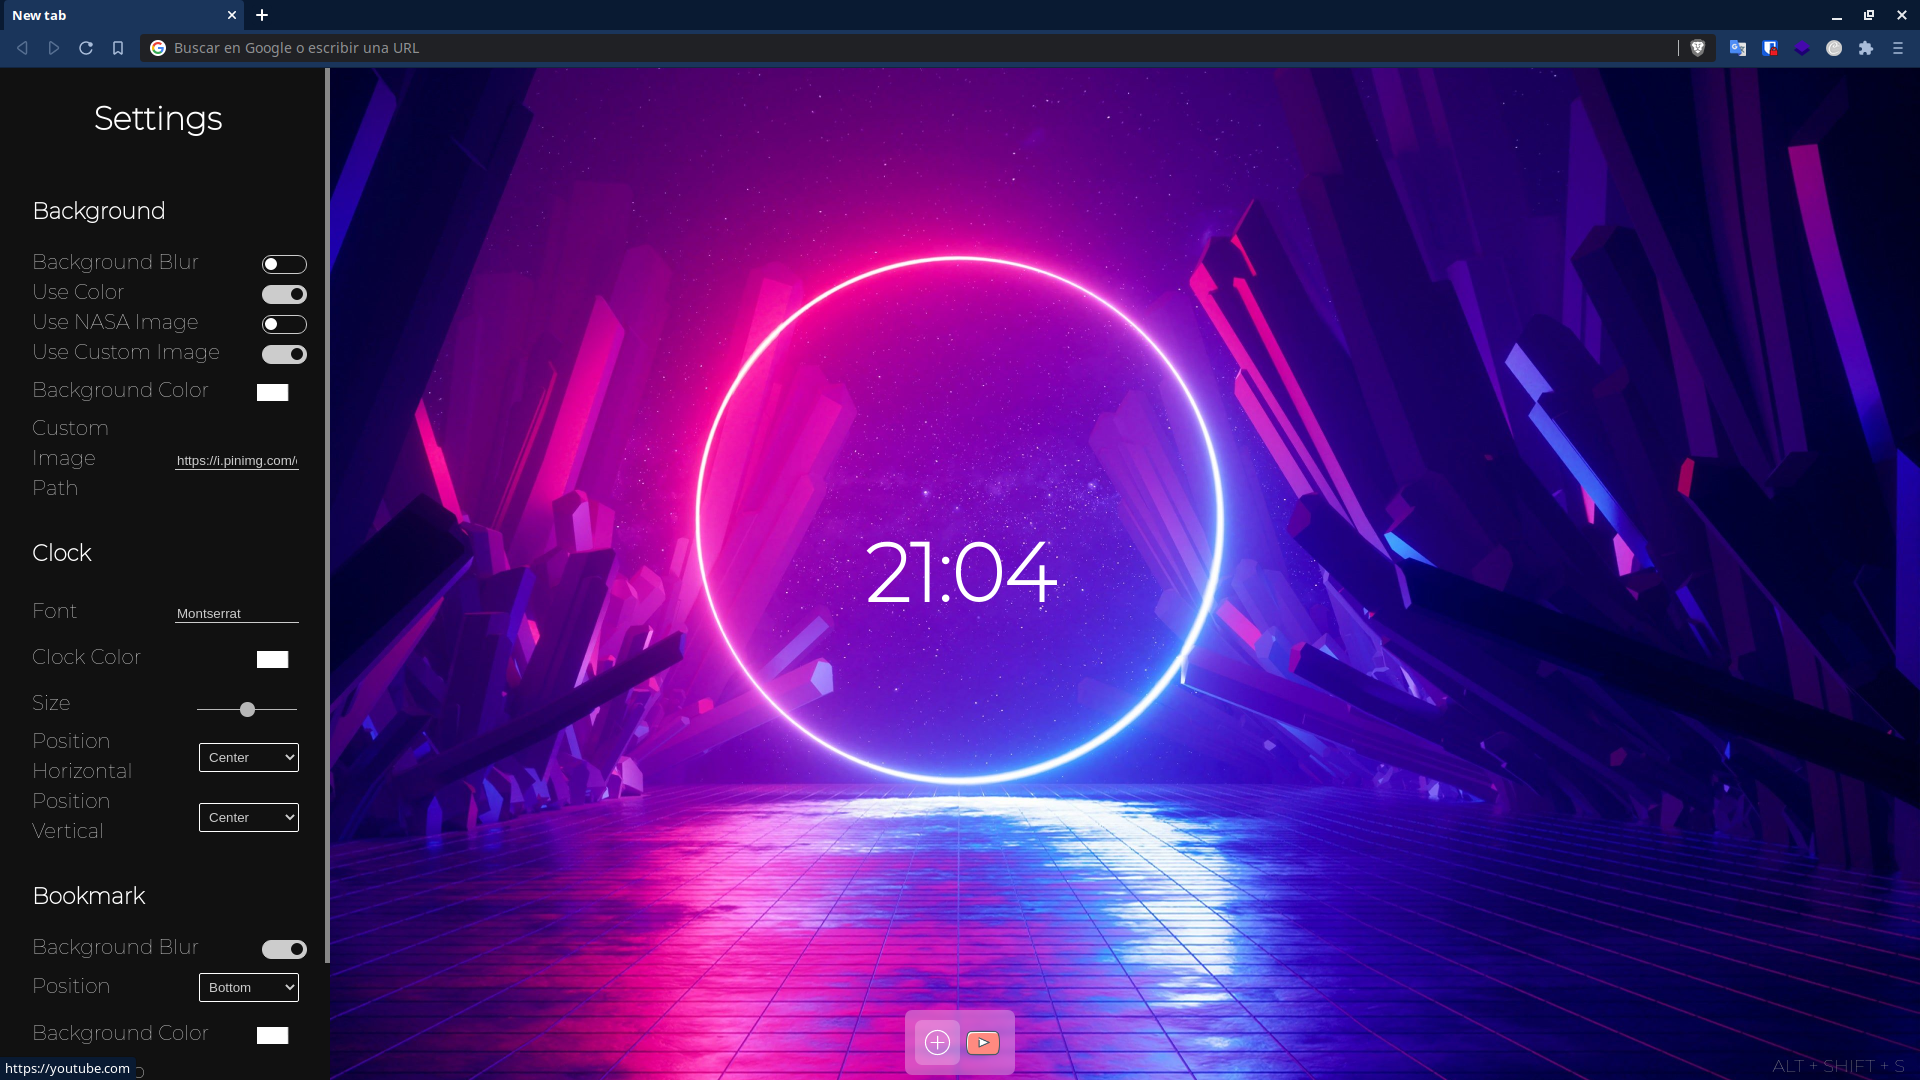 New tab
Buscar en Google o escribir una URL
Settings
Background
Background Blur
Use Color
Use NASA Image
Use Custom Image
Background Color
Custom
Image
Path
https://i.pinimg.com/
Clock
Font
Montserrat
Clock Color
Size
Position
Horizontal
Center
Position
Vertical
Center
Bookmark
Background Blur
Position
Bottom
Background Color
https://youtube.com
21:04
ALT + SHIFT + S